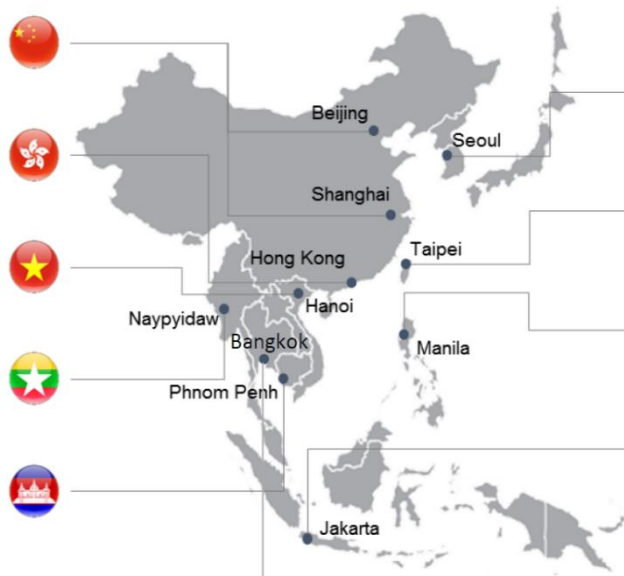 Beijing
Seoul
Shanghai
Taipei
Hong Kong
Hanoi
Naypyidaw
Bangkok
Manila
Phnom Penh
Jakarta